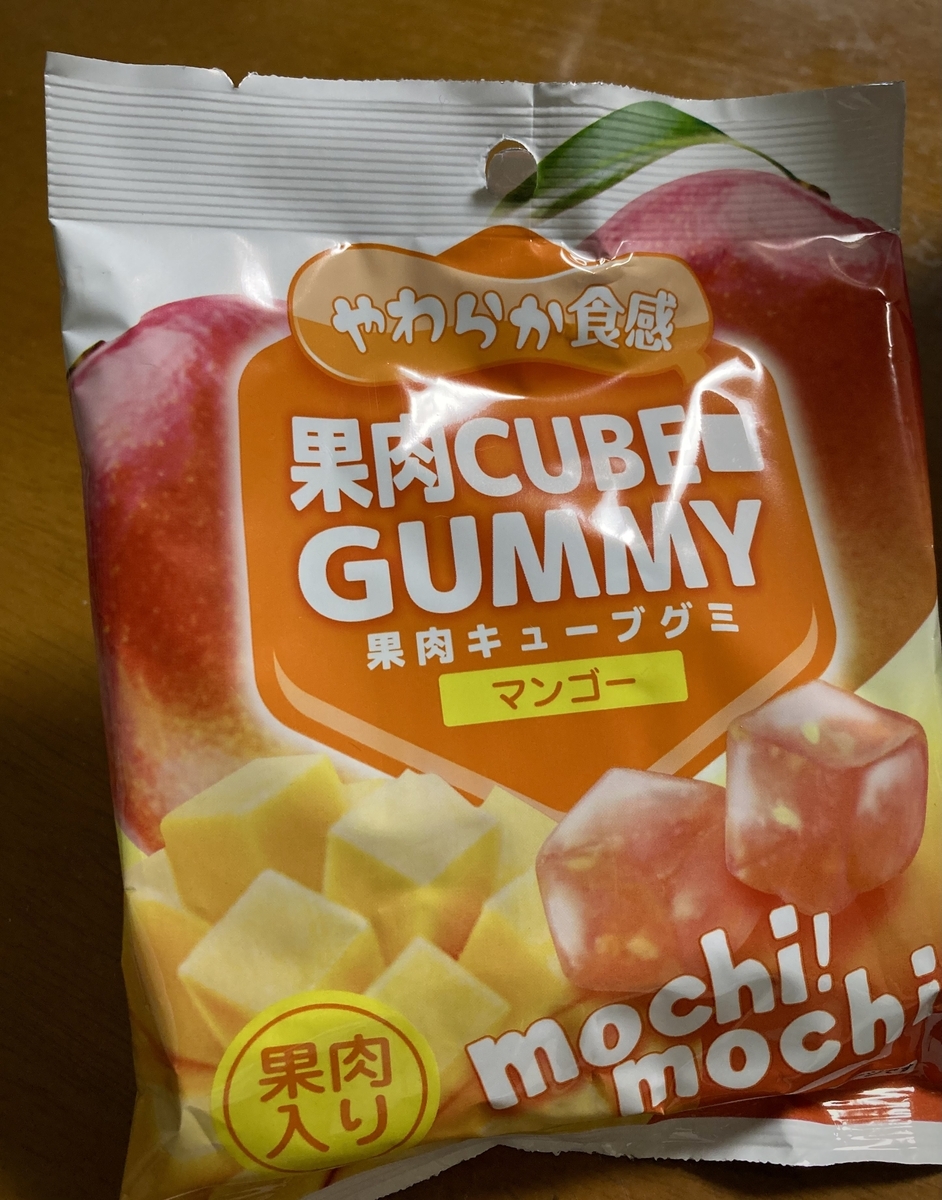 やわらか食感
果肉CUBE
GUMMY
果肉キューブグミ
マンゴー
mochi!
mochi
果肉
入り